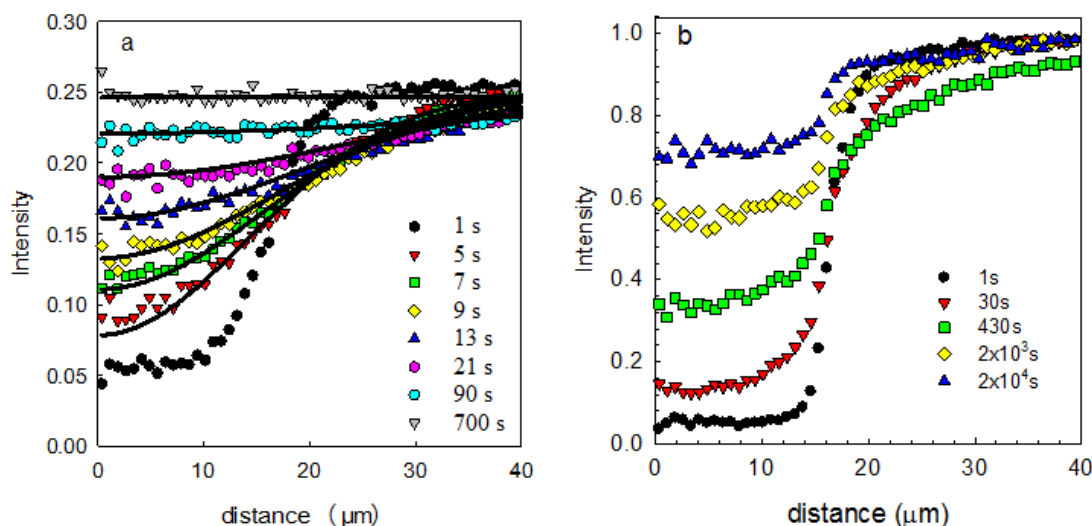 a
0.30
0.25
0.20
0.15
0.10
0.05
0.00
Intensity
0
10
20
30
40
distance ( μm)
1 s
5 s
7 s
9 s
13 s
21 s
90 s
700 s
b
1.0
0.8
0.6
0.4
0.2
0.0
Intensity
0
10
20
30
40
distance (μm)
1s
30s
430s
2x10³s
2x10⁴s